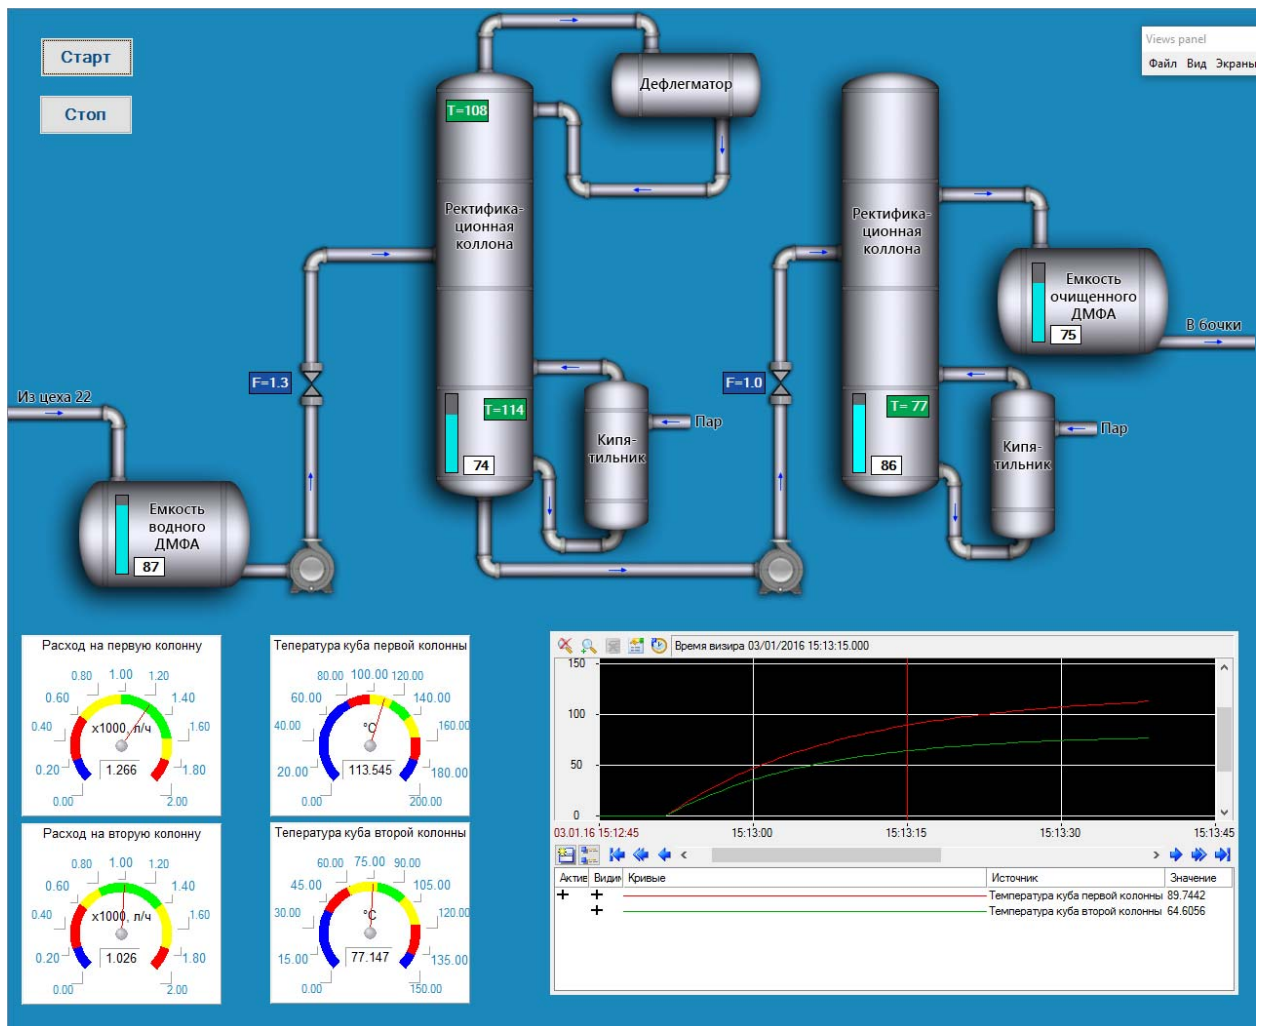 Старт
Стоп
Views panel
Файл Вид Экраны
Дефлегматор
T=108
Ректифика-
ционная
коллона
Ректифика-
ционная
коллона
Емкость
очищенного
ДМФА
75
В бочки
F=1.3
F=1.0
Из цеха 22
T=114
74
Кипя-
тильник
Пар
T= 77
86
Кипя-
тильник
Пар
Емкость
водного
ДМФА
87
Расход на первую колонну
0.00
0.20
0.40
0.60
0.80
1.00
1.20
1.40
1.60
1.80
2.00
x1000, л/ч
1.266
Тепература куба первой колонны
0.00
20.00
40.00
60.00
80.00
100.00
120.00
140.00
160.00
180.00
200.00
°C
113.545
Расход на вторую колонну
0.00
0.20
0.40
0.60
0.80
1.00
1.20
1.40
1.60
1.80
2.00
x1000, л/ч
1.026
Тепература куба второй колонны
0.00
15.00
30.00
45.00
60.00
75.00
90.00
105.00
120.00
135.00
150.00
°C
77.147
Время визира 03/01/2016 15:13:15.000
150
100
50
0
03.01.16 15:12:45
15:13:00
15:13:15
15:13:30
15:13:45
Актив Видим Кривые Источник Значение
Температура куба первой колонны 89.7442
Температура куба второй колонны 64.6056